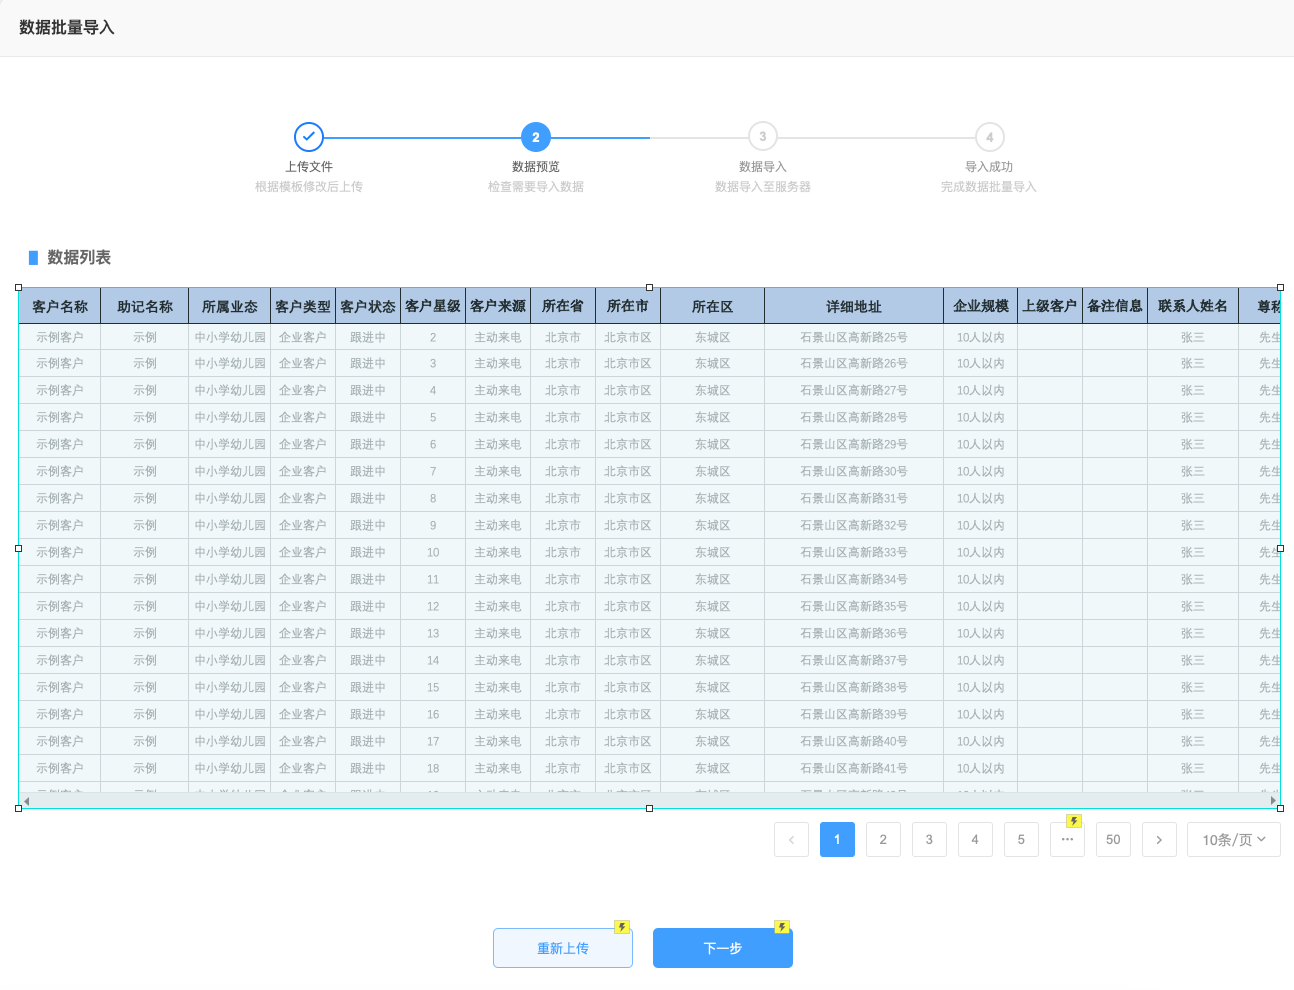 数据批量导入
2 3 4
上传文件 数据预览 数据导入 导入成功
根据模板修改后上传 检查需要导入数据 数据导入至服务器 完成数据批量导入
数据列表
客户名称 助记名称 所属业态 客户类型 客户状态 客户星级 客户来源 所在省 所在市 所在区 详细地址 企业规模 上级客户 备注信息 联系人姓名 尊称
示例客户 示例 中小学幼儿园 企业客户 跟进中 2 主动来电 北京市 北京市区 东城区 石景山区高新路25号 10人以内 张三 先生
示例客户 示例 中小学幼儿园 企业客户 跟进中 3 主动来电 北京市 北京市区 东城区 石景山区高新路26号 10人以内 张三 先生
示例客户 示例 中小学幼儿园 企业客户 跟进中 4 主动来电 北京市 北京市区 东城区 石景山区高新路27号 10人以内 张三 先生
示例客户 示例 中小学幼儿园 企业客户 跟进中 5 主动来电 北京市 北京市区 东城区 石景山区高新路28号 10人以内 张三 先生
示例客户 示例 中小学幼儿园 企业客户 跟进中 6 主动来电 北京市 北京市区 东城区 石景山区高新路29号 10人以内 张三 先生
示例客户 示例 中小学幼儿园 企业客户 跟进中 7 主动来电 北京市 北京市区 东城区 石景山区高新路30号 10人以内 张三 先生
示例客户 示例 中小学幼儿园 企业客户 跟进中 8 主动来电 北京市 北京市区 东城区 石景山区高新路31号 10人以内 张三 先生
示例客户 示例 中小学幼儿园 企业客户 跟进中 9 主动来电 北京市 北京市区 东城区 石景山区高新路32号 10人以内 张三 先生
示例客户 示例 中小学幼儿园 企业客户 跟进中 10 主动来电 北京市 北京市区 东城区 石景山区高新路33号 10人以内 张三 先生
示例客户 示例 中小学幼儿园 企业客户 跟进中 11 主动来电 北京市 北京市区 东城区 石景山区高新路34号 10人以内 张三 先生
示例客户 示例 中小学幼儿园 企业客户 跟进中 12 主动来电 北京市 北京市区 东城区 石景山区高新路35号 10人以内 张三 先生
示例客户 示例 中小学幼儿园 企业客户 跟进中 13 主动来电 北京市 北京市区 东城区 石景山区高新路36号 10人以内 张三 先生
示例客户 示例 中小学幼儿园 企业客户 跟进中 14 主动来电 北京市 北京市区 东城区 石景山区高新路37号 10人以内 张三 先生
示例客户 示例 中小学幼儿园 企业客户 跟进中 15 主动来电 北京市 北京市区 东城区 石景山区高新路38号 10人以内 张三 先生
示例客户 示例 中小学幼儿园 企业客户 跟进中 16 主动来电 北京市 北京市区 东城区 石景山区高新路39号 10人以内 张三 先生
示例客户 示例 中小学幼儿园 企业客户 跟进中 17 主动来电 北京市 北京市区 东城区 石景山区高新路40号 10人以内 张三 先生
示例客户 示例 中小学幼儿园 企业客户 跟进中 18 主动来电 北京市 北京市区 东城区 石景山区高新路41号 10人以内 张三 先生
1 2 3 4 5 ··· 50 10条/页
重新上传 下一步